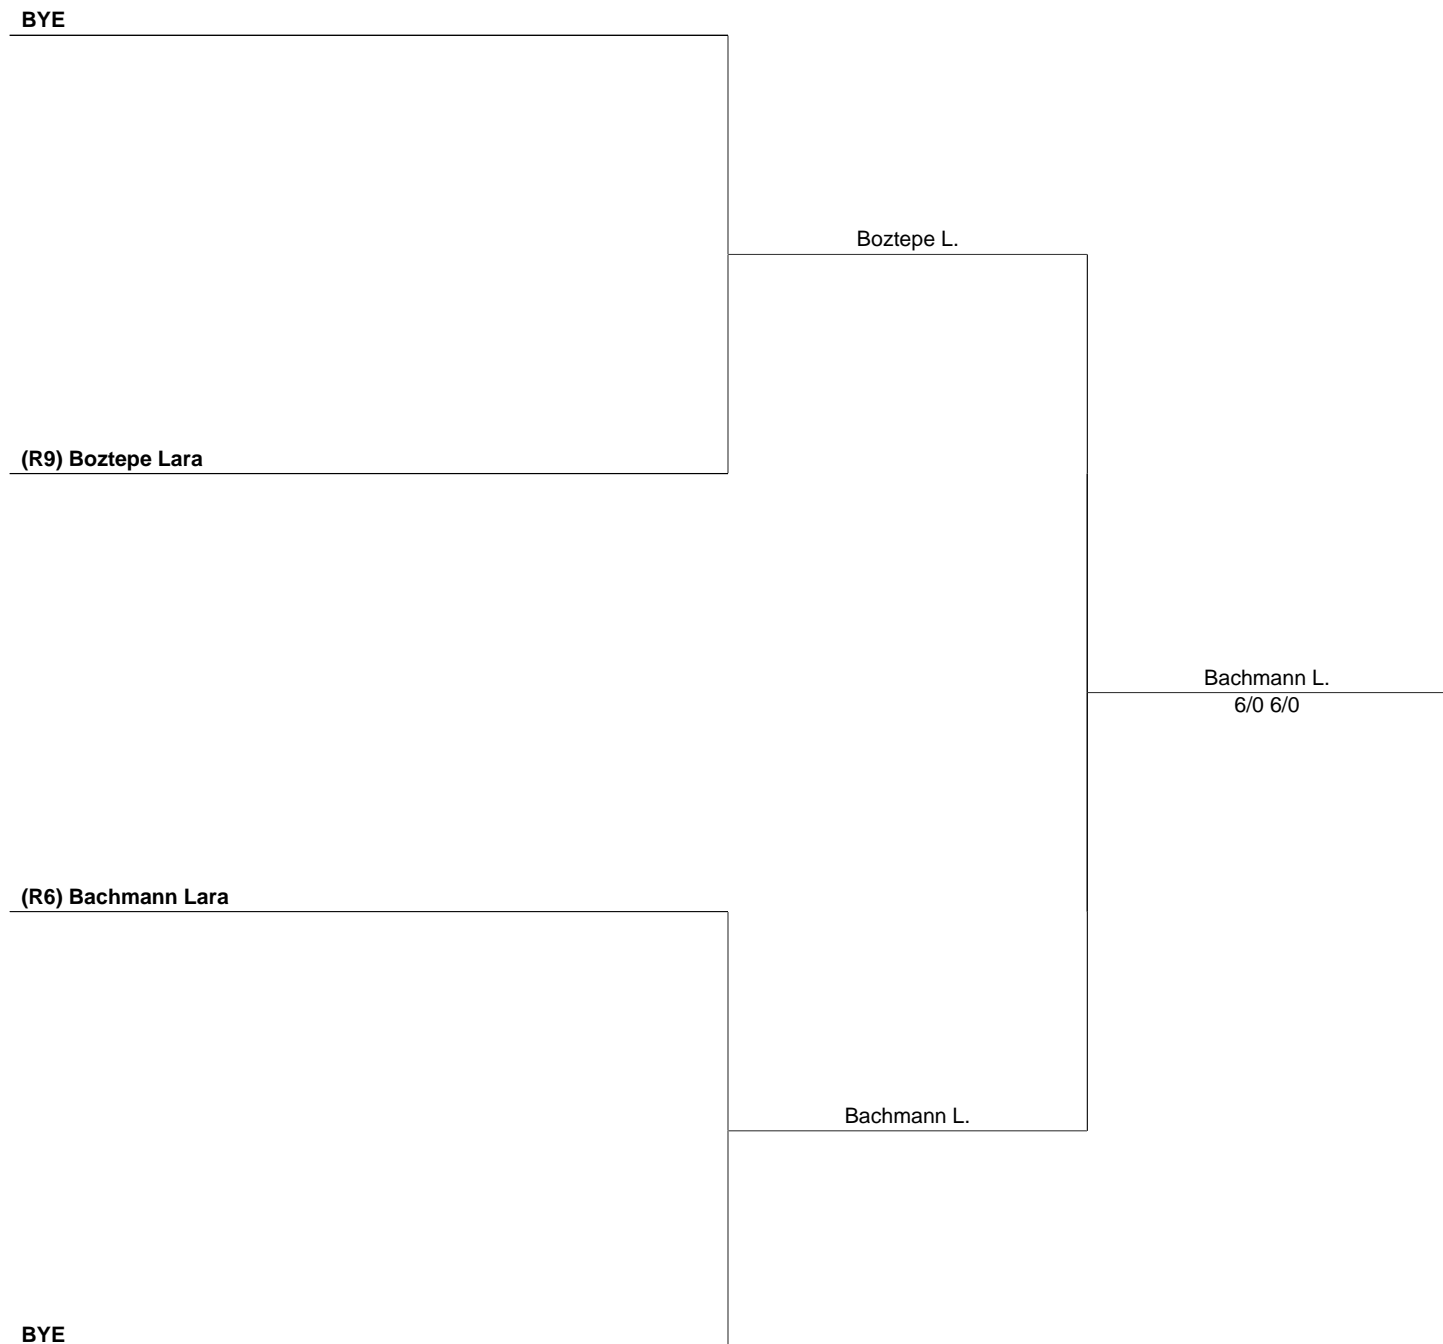 BYE
Boztepe L.
(R9) Boztepe Lara
Bachmann L.
6/0 6/0
(R6) Bachmann Lara
Bachmann L.
BYE